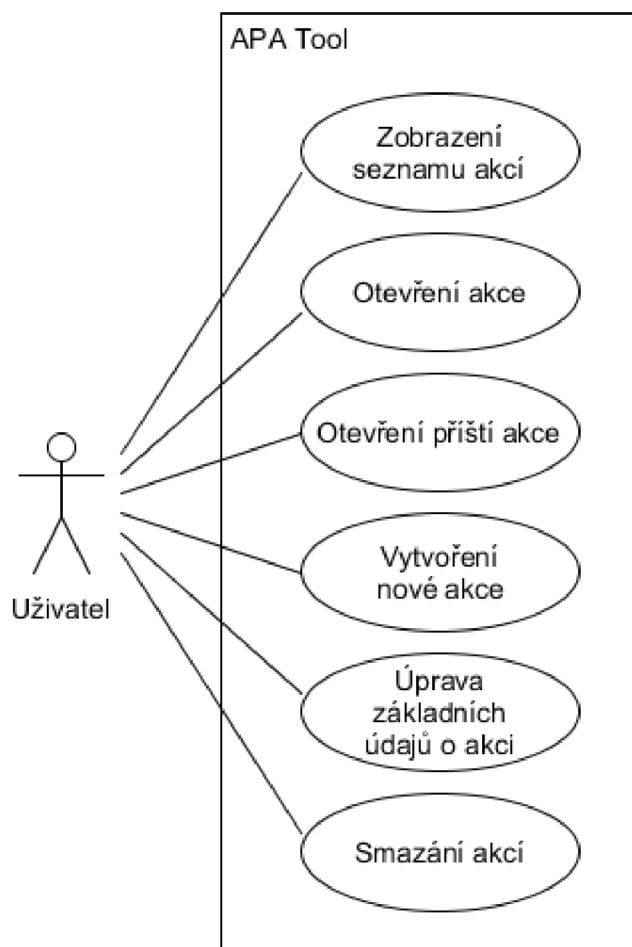 APA Tool
Zobrazení
seznamu akcí
Otevření akce
Otevření příští akce
Vytvoření
nové akce
Uživatel
Úprava
základních
údajů o akci
Smazání akcí